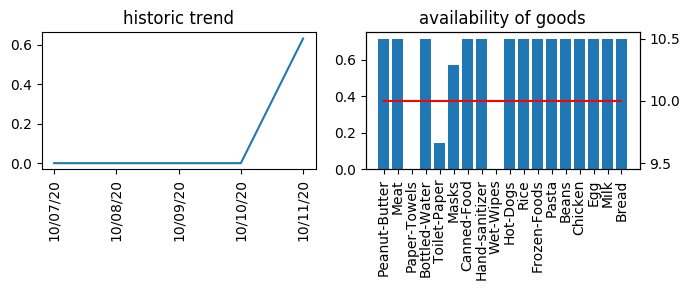 historic trend
0.6
0.4
0.2
0.0
10/07/20
10/08/20
10/09/20
10/10/20
10/11/20
availability of goods
0.6
0.4
0.2
0.0
10.5
10.0
9.5
Peanut-Butter
Meat
Paper-Towels
Bottled-Water
Toilet-Paper
Masks
Canned-Food
Hand-sanitizer
Wet-Wipes
Hot-Dogs
Rice
Frozen-Foods
Pasta
Beans
Chicken
Egg
Milk
Bread